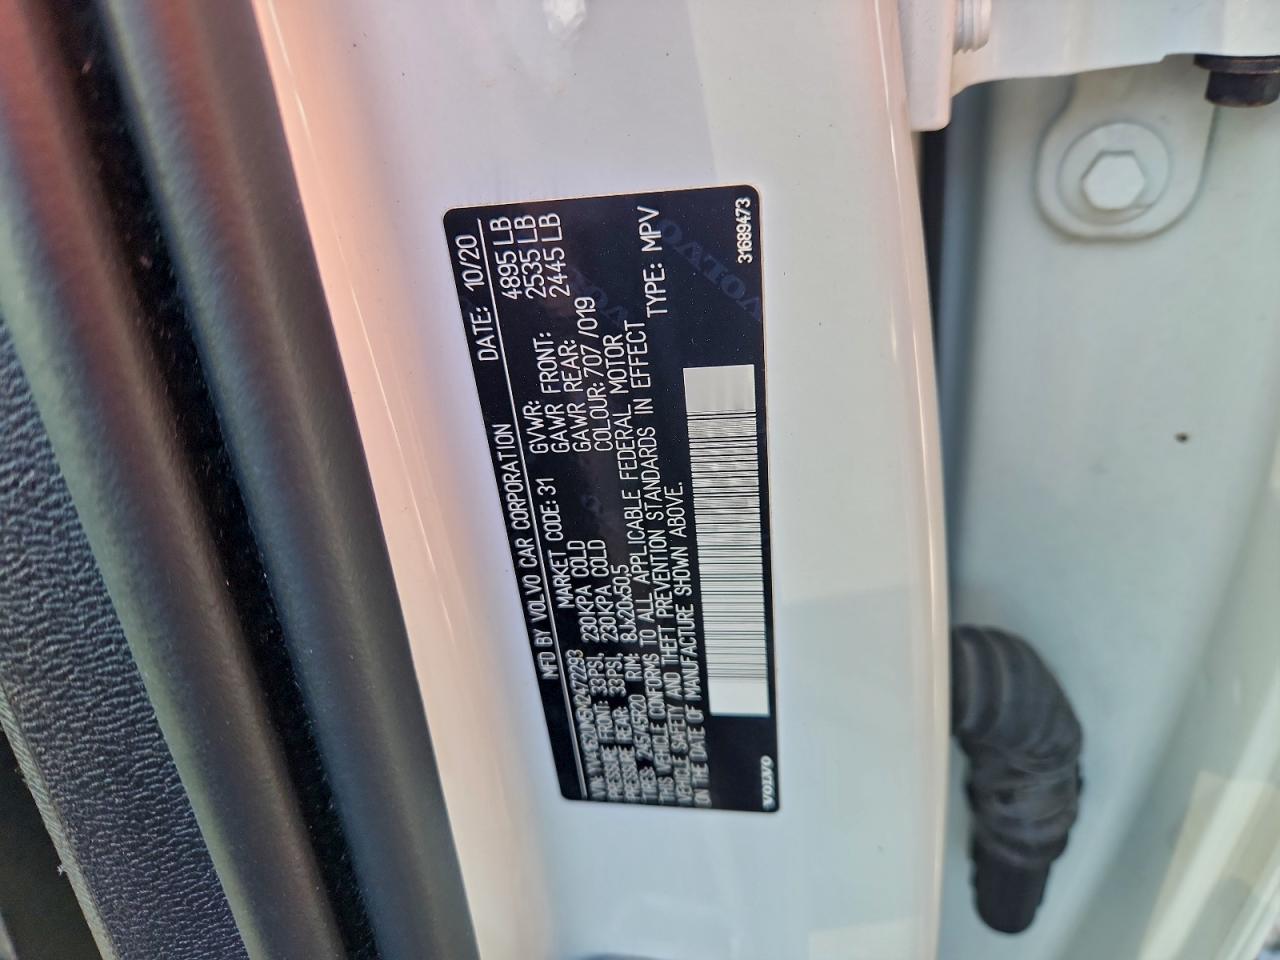 MFD BY VOLVO CAR CORPORATION DATE: 10/20
VIN: YV4162UM5M2472293 MARKET CODE: 31 GVWR: 4895 LB
PRESSURE FRONT: 33PSI, 230KPA COLD GAWR FRONT: 2535 LB
PRESSURE REAR: 33PSI, 230KPA COLD GAWR REAR: 2445 LB
TIRES: 245/45R20 RIM: 8Jx20x50,5 COLOUR: 707 /019
THIS VEHICLE CONFORMS TO ALL APPLICABLE FEDERAL MOTOR
VEHICLE SAFETY AND THEFT PREVENTION STANDARDS IN EFFECT
ON THE DATE OF MANUFACTURE SHOWN ABOVE. TYPE: MPV
VOLVO 31689473